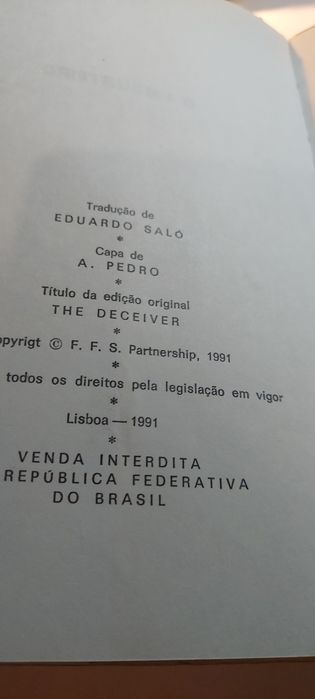 Tradução de
EDUARDO SALÓ
*
Capa de
A. PEDRO
*
Título da edição original
THE DECEIVER
*
opyrigt © F. F. S. Partnership, 1991
*
todos os direitos pela legislação em vigor
*
Lisboa — 1991
*
VENDA INTERDITA
REPÚBLICA FEDERATIVA
DO BRASIL